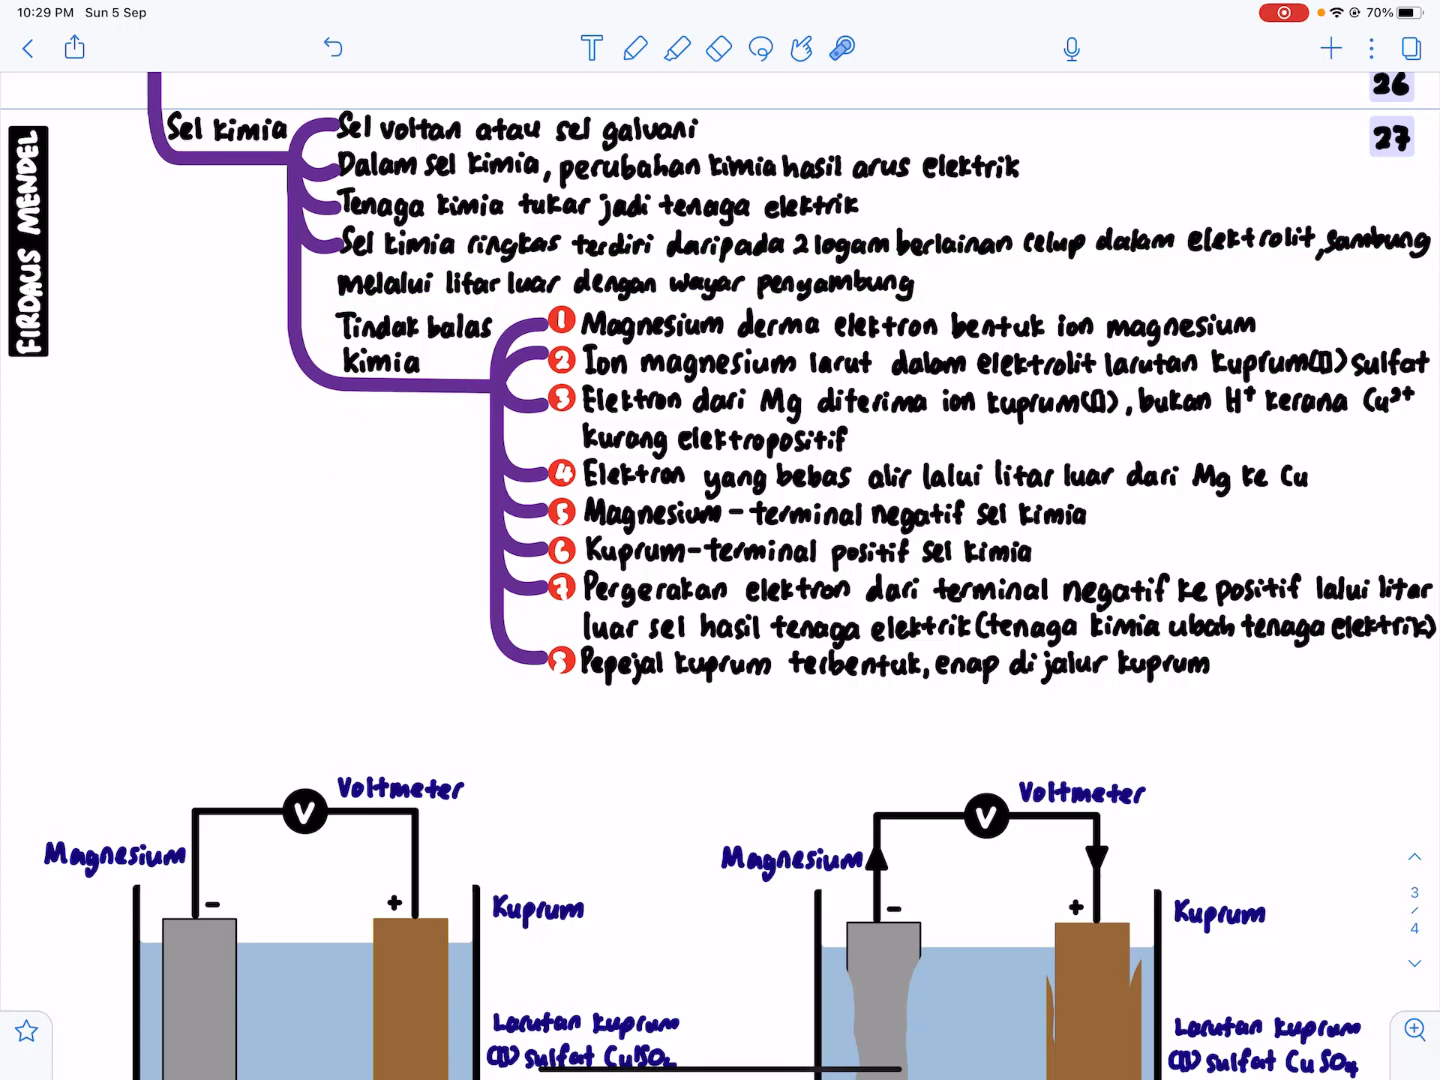 10:29 PM Sun 5 Sep
70%
26
27
FIRDAUS MENDEL
Sel kimia
Sel voltan atau sel galvani
Dalam sel kimia, perubahan kimia hasil arus elektrik
Tenaga kimia tukar jadi tenaga elektrik
Sel kimia ringkas terdiri daripada 2 logam berlainan celup dalam elektrolit, sambung
melalui litar luar dengan wayar penyambung
Tindak balas
kimia
1 Magnesium derma elektron bentuk ion magnesium
2 Ion magnesium larut dalam elektrolit larutan kuprum(II) sulfat
3 Elektron dari Mg diterima ion kuprum(II), bukan H⁺ kerana Cu²⁺
kurang elektropositif
4 Elektron yang bebas alir lalui litar luar dari Mg ke Cu
5 Magnesium - terminal negatif sel kimia
6 Kuprum - terminal positif sel kimia
7 Pergerakan elektron dari terminal negatif ke positif lalui litar
luar sel hasil tenaga elektrik (tenaga kimia ubah tenaga elektrik)
8 Pepejal kuprum terbentuk, enap di jalur kuprum
Voltmeter
V
Magnesium
-
+
Kuprum
Larutan kuprum
(II) sulfat CuSO₄
Voltmeter
V
Magnesium
-
+
Kuprum
Larutan kuprum
(II) sulfat CuSO₄
3
/
4